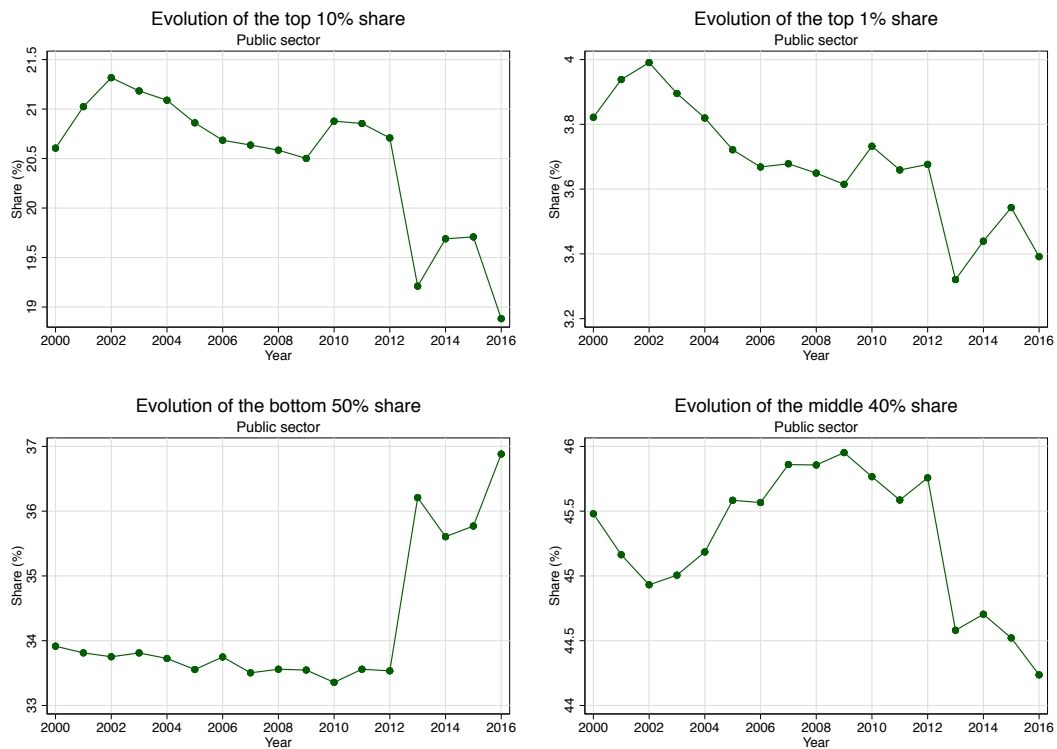 Evolution of the top 10% share
Public sector
21.5
21
20.5
20
19.5
19
Share (%)
2000 2002 2004 2006 2008 2010 2012 2014 2016
Year
Evolution of the top 1% share
Public sector
4
3.8
3.6
3.4
3.2
Share (%)
2000 2002 2004 2006 2008 2010 2012 2014 2016
Year
Evolution of the bottom 50% share
Public sector
37
36
35
34
33
Share (%)
2000 2002 2004 2006 2008 2010 2012 2014 2016
Year
Evolution of the middle 40% share
Public sector
46
45.5
45
44.5
44
Share (%)
2000 2002 2004 2006 2008 2010 2012 2014 2016
Year